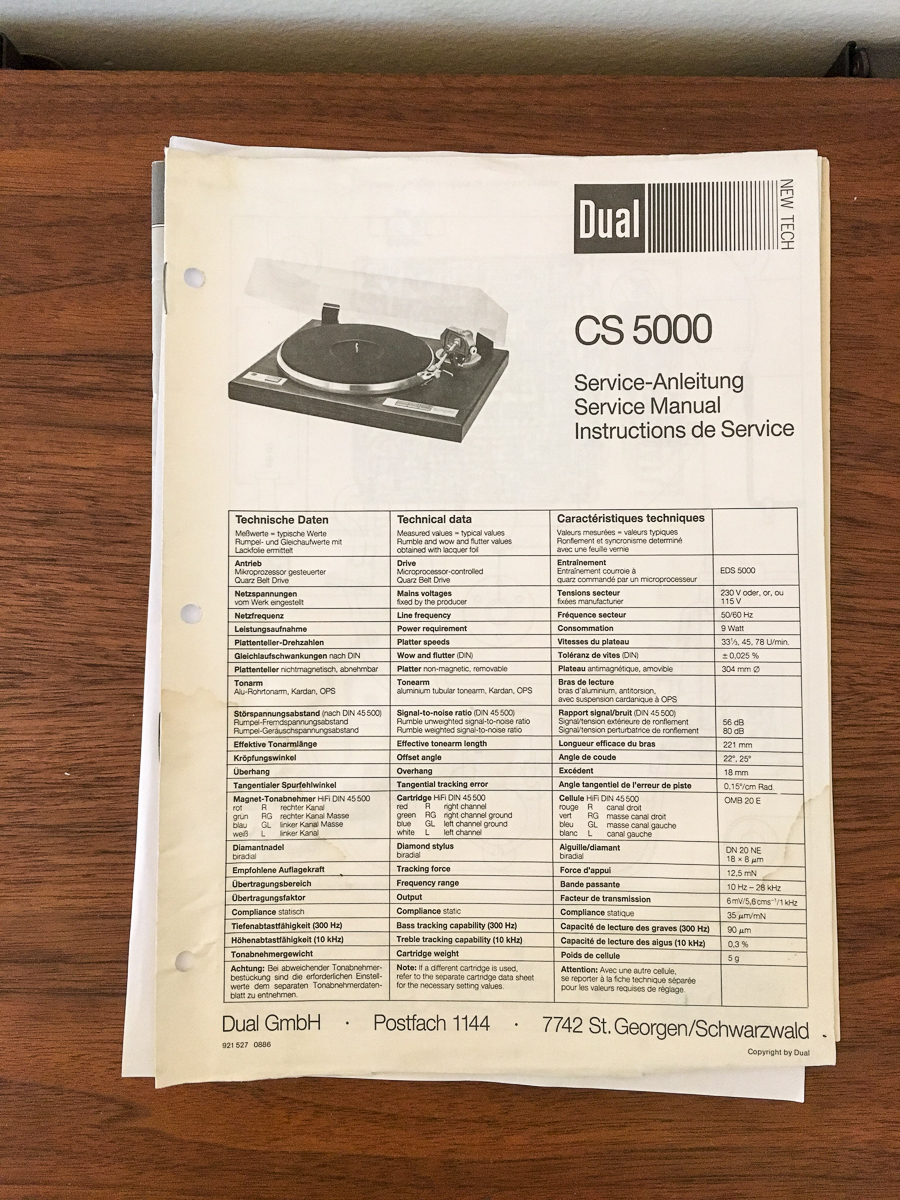 Dual
NEW TECH
CS 5000
Service-Anleitung
Service Manual
Instructions de Service
Technische Daten
Meßwerte = typische Werte
Rumpel- und Gleichaufwerte mit
Lackfolie ermittelt
Technical data
Measured values = typical values
Rumble and wow and flutter values
obtained with lacquer foil
Caractéristiques techniques
Valeurs mesurées = valeurs typiques
Ronflement et syncronisme determiné
avec une feuille vernie
Antrieb
Mikroprozessor gesteuerter
Quarz Belt Drive
Drive
Microprocessor-controlled
Quarz Belt Drive
Entraînement
Entraînement courroie à
quarz commandé par un microprocesseur
EDS 5000
Netzspannungen
vom Werk eingestellt
Mains voltages
fixed by the producer
Tensions secteur
fixées manufacturier
230 V oder, or, ou
115 V
Netzfrequenz
Line frequency
Fréquence secteur
50/60 Hz
Leistungsaufnahme
Power requirement
Consommation
9 Watt
Plattenteller-Drehzahlen
Platter speeds
Vitesses du plateau
33⅓, 45, 78 U/min.
Gleichlaufschwankungen nach DIN
Wow and flutter (DIN)
Toléranz de vites (DIN)
± 0,025 %
Plattenteller nichtmagnetisch, abnehmbar
Platter non-magnetic, removable
Plateau antimagnétique, amovible
304 mm Ø
Tonarm
Alu-Rohrtonarm, Kardan, OPS
Tonearm
aluminium tubular tonearm, Kardan, OPS
Bras de lecture
bras d'aluminium, antitorsion,
avec suspension cardanique à OPS
Störspannungsabstand (nach DIN 45 500)
Rumpel-Fremdspannungsabstand
Rumpel-Geräuschspannungsabstand
Signal-to-noise ratio (DIN 45 500)
Rumble unweighted signal-to-noise ratio
Rumble weighted signal-to-noise ratio
Rapport signal/bruit (DIN 45 500)
Signal/tension extérieure de ronflement
Signal/tension perturbatrice de ronflement
56 dB
80 dB
Effektive Tonarmlänge
Effective tonearm length
Longueur efficace du bras
221 mm
Kröpfungswinkel
Offset angle
Angle de coude
22°, 25°
Überhang
Overhang
Excédent
18 mm
Tangentialer Spurfehlwinkel
Tangential tracking error
Angle tangentiel de l'erreur de piste
0,15°/cm Rad.
Magnet-Tonabnehmer HiFi DIN 45 500
rot R rechter Kanal
grün RG rechter Kanal Masse
blau GL linker Kanal Masse
weiß L linker Kanal
Cartridge HiFi DIN 45 500
red R right channel
green RG right channel ground
blue GL left channel ground
white L left channel
Cellule HiFi DIN 45 500
rouge R canal droit
vert RG masse canal droit
bleu GL masse canal gauche
blanc L canal gauche
OMB 20 E
Diamantnadel
biradial
Diamond stylus
biradial
Aiguille/diamant
biradial
DN 20 NE
18 × 8 µm
Empfohlene Auflagekraft
Tracking force
Force d'appui
12,5 mN
Übertragungsbereich
Frequency range
Bande passante
10 Hz – 28 kHz
Übertragungsfaktor
Output
Facteur de transmission
6 mV/5,6 cms⁻¹/1 kHz
Compliance statisch
Compliance static
Compliance statique
35 µm/mN
Tiefenabtastfähigkeit (300 Hz)
Bass tracking capability (300 Hz)
Capacité de lecture des graves (300 Hz)
90 µm
Höhenabtastfähigkeit (10 kHz)
Treble tracking capability (10 kHz)
Capacité de lecture des aigus (10 kHz)
0,3 %
Tonabnehmergewicht
Cartridge weight
Poids de cellule
5 g
Achtung: Bei abweichender Tonabnehmer-
bestückung sind die erforderlichen Einstell-
werte dem separaten Tonabnehmerdaten-
blatt zu entnehmen.
Note: If a different cartridge is used,
refer to the separate cartridge data sheet
for the necessary setting values.
Attention: Avec une autre cellule,
se reporter à la fiche technique séparée
pour les valeurs requises de réglage.
Dual GmbH · Postfach 1144 · 7742 St. Georgen/Schwarzwald
921 527 0886
Copyright by Dual